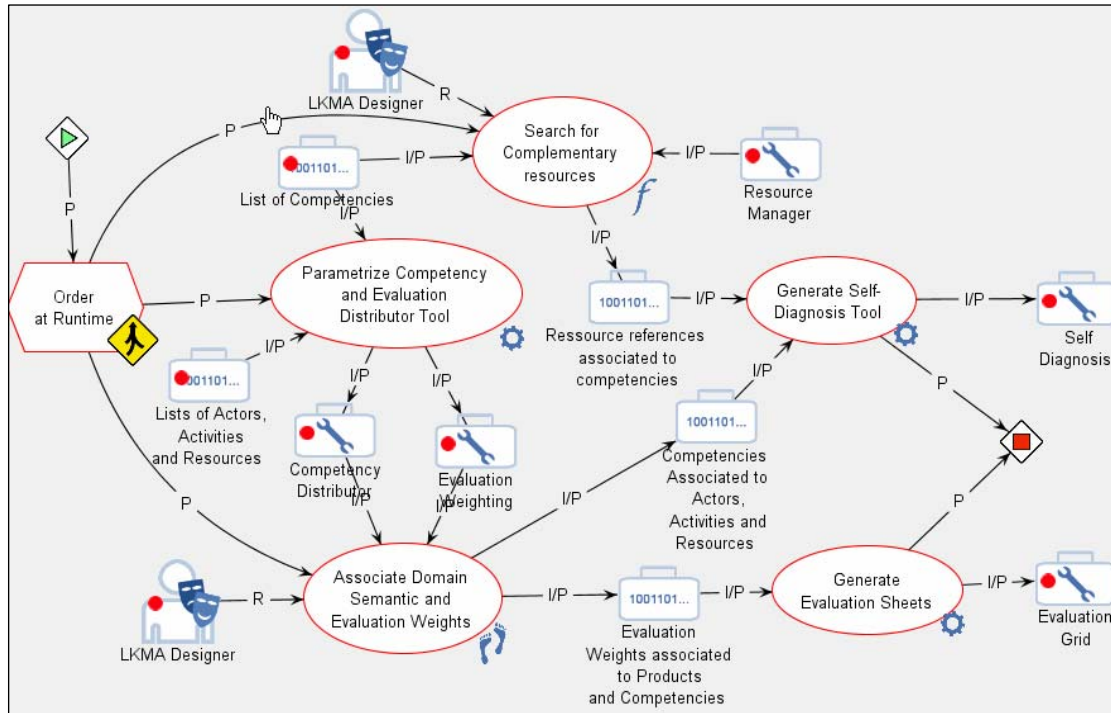 LKMA Designer
R
P
P
Search for
Complementary
resources
I/P
1001101...
List of Competencies
I/P
I/P
Resource
Manager
Order
at Runtime
P
Parametrize Competency
and Evaluation
Distributor Tool
I/P
1001101...
Ressource references
associated to
competencies
I/P
Generate Self-
Diagnosis Tool
I/P
Self
Diagnosis
I/P
1001101...
Lists of Actors,
Activities
and Resources
I/P
I/P
I/P
P
1001101...
Competencies
Associated to
Actors,
Activities and
Resources
Competency
Distributor
Evaluation
Weighting
I/P
I/P
I/P
P
P
LKMA Designer
R
Associate Domain
Semantic and
Evaluation Weights
I/P
1001101...
Evaluation
Weights associated
to Products
and Competencies
I/P
Generate
Evaluation Sheets
I/P
Evaluation
Grid